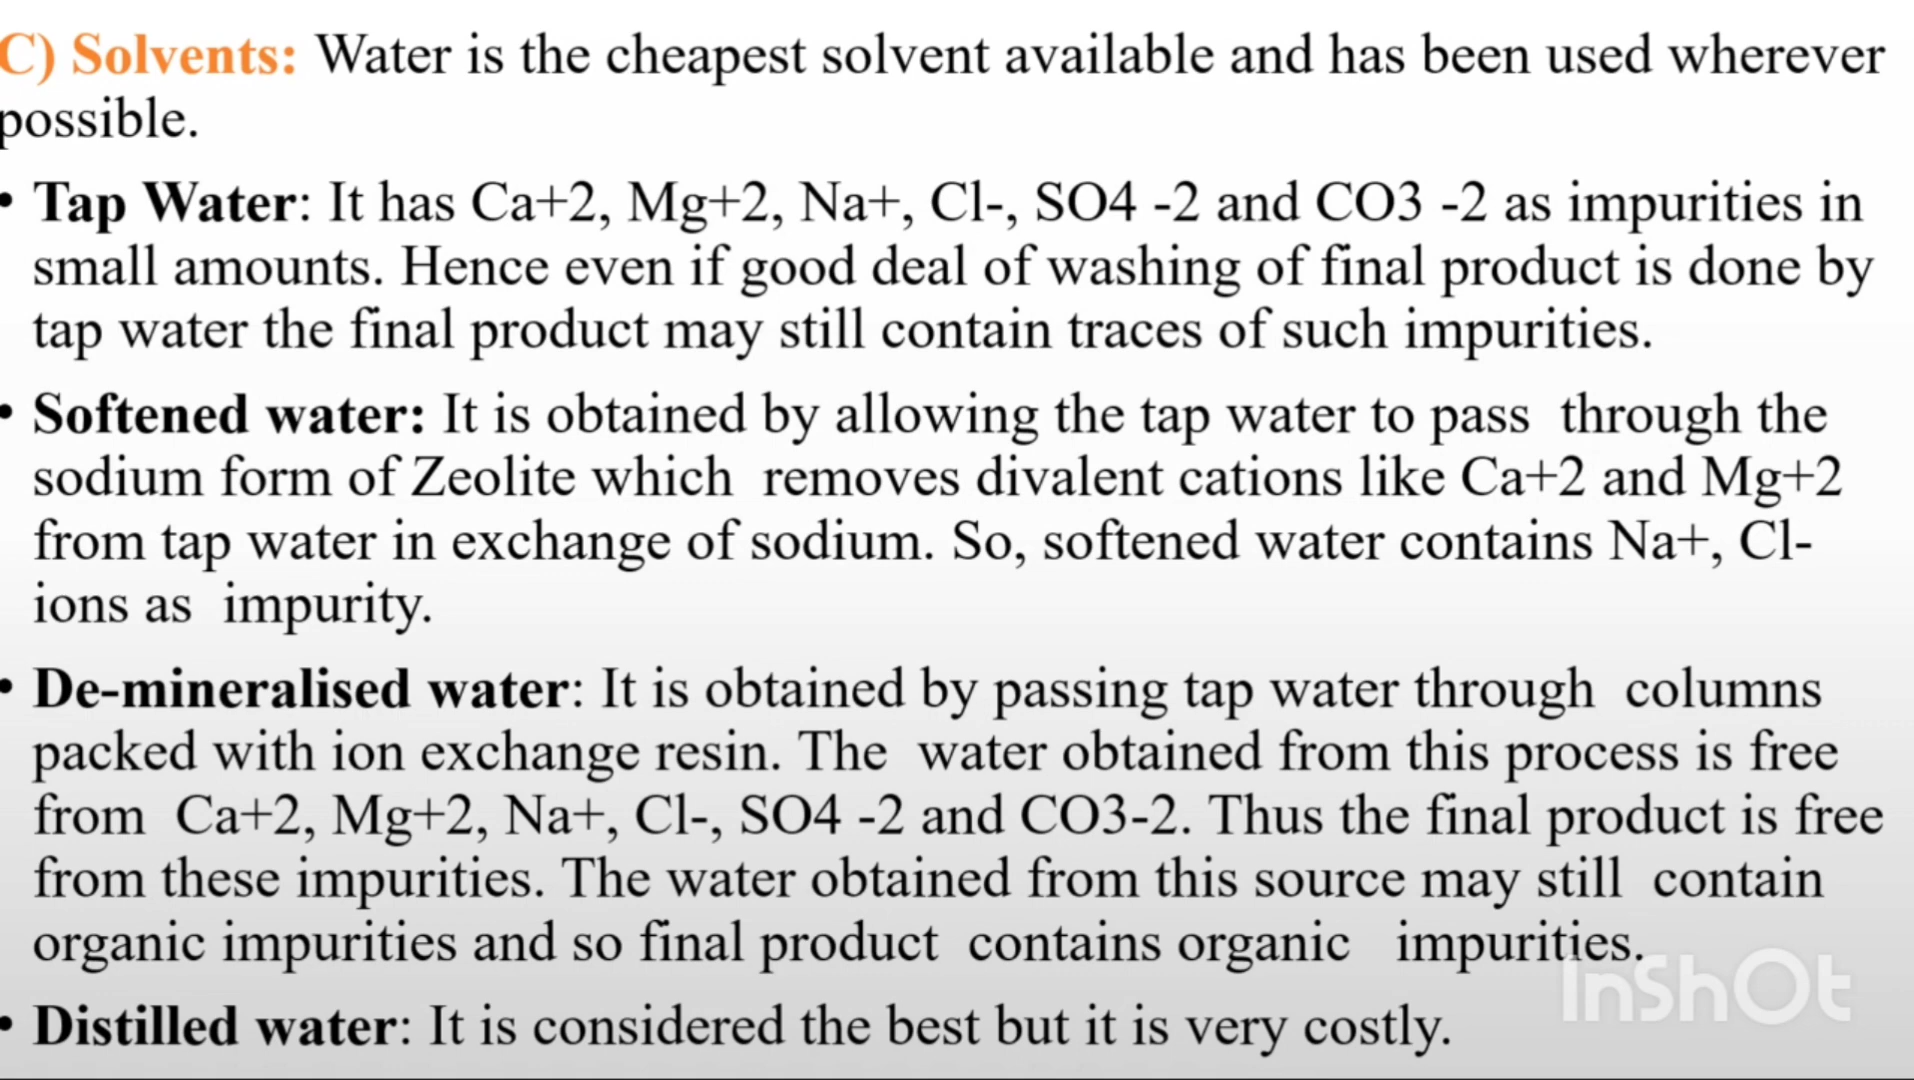 C) Solvents: Water is the cheapest solvent available and has been used wherever
possible.
• Tap Water: It has Ca+2, Mg+2, Na+, Cl-, SO4 -2 and CO3 -2 as impurities in
small amounts. Hence even if good deal of washing of final product is done by
tap water the final product may still contain traces of such impurities.
• Softened water: It is obtained by allowing the tap water to pass through the
sodium form of Zeolite which removes divalent cations like Ca+2 and Mg+2
from tap water in exchange of sodium. So, softened water contains Na+, Cl-
ions as impurity.
• De-mineralised water: It is obtained by passing tap water through columns
packed with ion exchange resin. The water obtained from this process is free
from Ca+2, Mg+2, Na+, Cl-, SO4 -2 and CO3-2. Thus the final product is free
from these impurities. The water obtained from this source may still contain
organic impurities and so final product contains organic impurities.
InShOt
• Distilled water: It is considered the best but it is very costly.